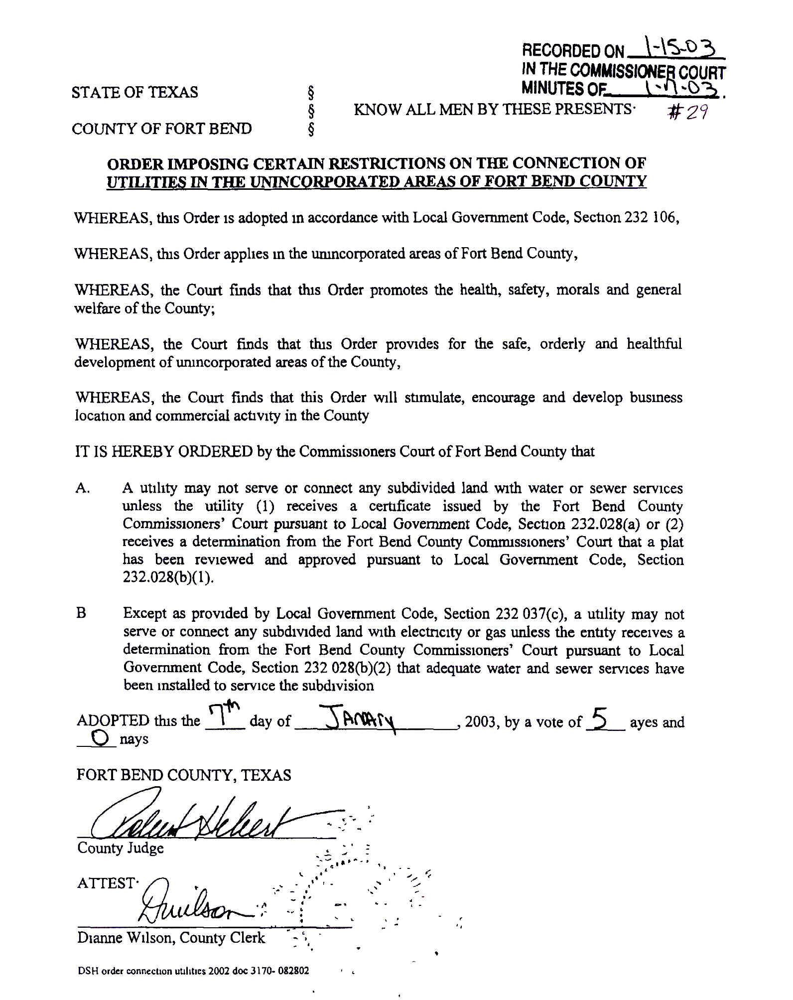 RECORDED ON 1-15-03
IN THE COMMISSIONER COURT
MINUTES OF 1-7-03.
STATE OF TEXAS §
§ KNOW ALL MEN BY THESE PRESENTS· #29
COUNTY OF FORT BEND §
ORDER IMPOSING CERTAIN RESTRICTIONS ON THE CONNECTION OF
UTILITIES IN THE UNINCORPORATED AREAS OF FORT BEND COUNTY
WHEREAS, this Order is adopted in accordance with Local Government Code, Section 232 106,
WHEREAS, this Order applies in the unincorporated areas of Fort Bend County,
WHEREAS, the Court finds that this Order promotes the health, safety, morals and general
welfare of the County;
WHEREAS, the Court finds that this Order provides for the safe, orderly and healthful
development of unincorporated areas of the County,
WHEREAS, the Court finds that this Order will stimulate, encourage and develop business
location and commercial activity in the County
IT IS HEREBY ORDERED by the Commissioners Court of Fort Bend County that
A. A utility may not serve or connect any subdivided land with water or sewer services
unless the utility (1) receives a certificate issued by the Fort Bend County
Commissioners' Court pursuant to Local Government Code, Section 232.028(a) or (2)
receives a determination from the Fort Bend County Commissioners' Court that a plat
has been reviewed and approved pursuant to Local Government Code, Section
232.028(b)(1).
B Except as provided by Local Government Code, Section 232 037(c), a utility may not
serve or connect any subdivided land with electricity or gas unless the entity receives a
determination from the Fort Bend County Commissioners' Court pursuant to Local
Government Code, Section 232 028(b)(2) that adequate water and sewer services have
been installed to service the subdivision
ADOPTED this the 7th day of January, 2003, by a vote of 5 ayes and
0 nays
FORT BEND COUNTY, TEXAS
Robert Hebert
County Judge
ATTEST·
DWilson
Dianne Wilson, County Clerk
DSH order connection utilities 2002 doc 3170- 082802